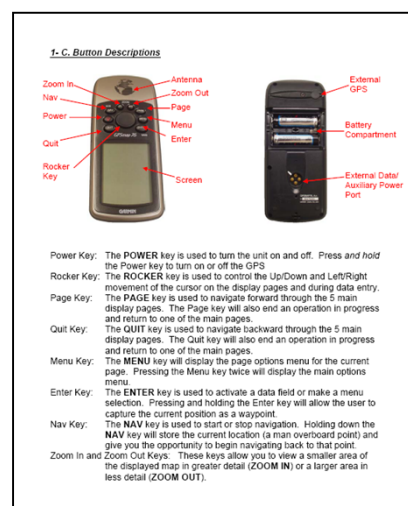 1- C. Button Descriptions
Zoom In
Nav
Power
Quit
Rocker
Key
Antenna
Zoom Out
Page
Menu
Enter
Screen
GARMIN
External
GPS
Battery
Compartment
External Data/
Auxiliary Power
Port
Power Key: The POWER key is used to turn the unit on and off. Press and hold
the Power key to turn on or off the GPS
Rocker Key: The ROCKER key is used to control the Up/Down and Left/Right
movement of the cursor on the display pages and during data entry.
Page Key: The PAGE key is used to navigate forward through the 5 main
display pages. The Page key will also end an operation in progress
and return to one of the main pages.
Quit Key: The QUIT key is used to navigate backward through the 5 main
display pages. The Quit key will also end an operation in progress
and return to one of the main pages.
Menu Key: The MENU key will display the page options menu for the current
page. Pressing the Menu key twice will display the main options
menu.
Enter Key: The ENTER key is used to activate a data field or make a menu
selection. Pressing and holding the Enter key will allow the user to
capture the current position as a waypoint.
Nav Key: The NAV key is used to start or stop navigation. Holding down the
NAV key will store the current location (a man overboard point) and
give you the opportunity to begin navigating back to that point.
Zoom In and Zoom Out Keys: These keys allow you to view a smaller area of
the displayed map in greater detail (ZOOM IN) or a larger area in
less detail (ZOOM OUT).